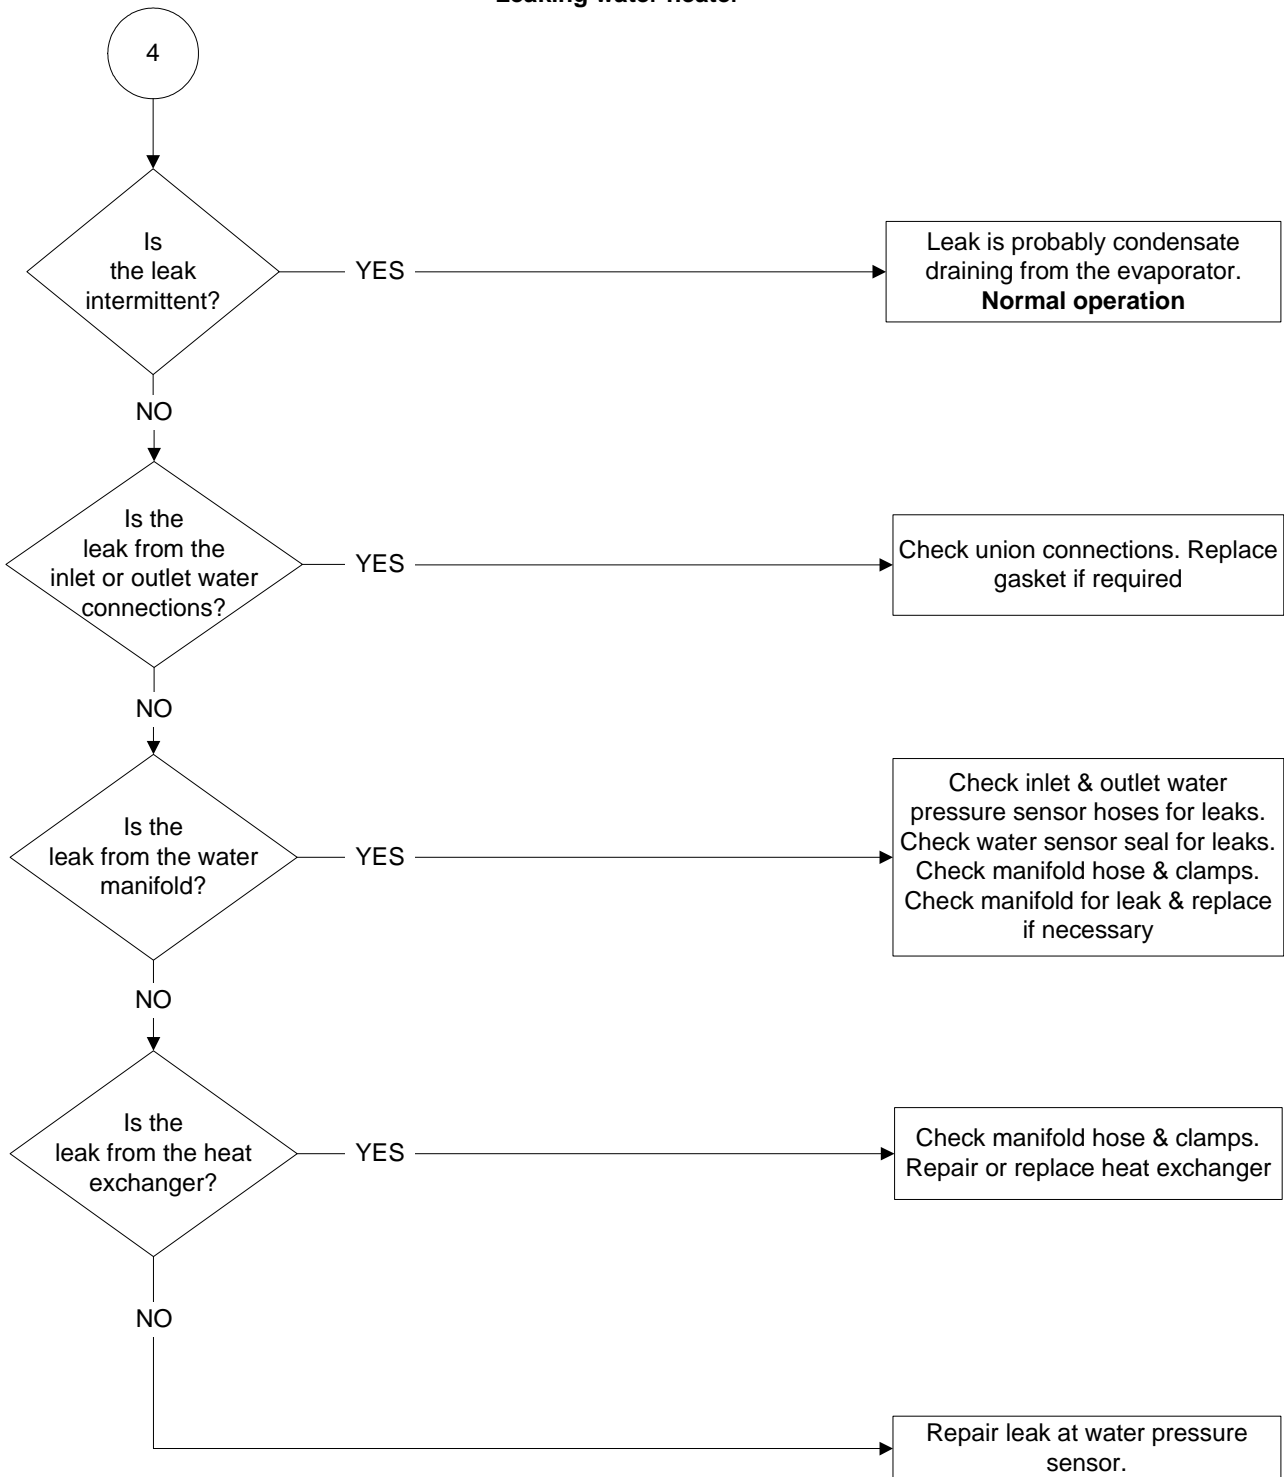 Leaking water heater
4
Is
the leak
intermittent?
YES
Leak is probably condensate
draining from the evaporator.
Normal operation
NO
Is the
leak from the
inlet or outlet water
connections?
YES
Check union connections. Replace
gasket if required
NO
Is the
leak from the water
manifold?
YES
Check inlet & outlet water
pressure sensor hoses for leaks.
Check water sensor seal for leaks.
Check manifold hose & clamps.
Check manifold for leak & replace
if necessary
NO
Is the
leak from the heat
exchanger?
YES
Check manifold hose & clamps.
Repair or replace heat exchanger
NO
Repair leak at water pressure
sensor.